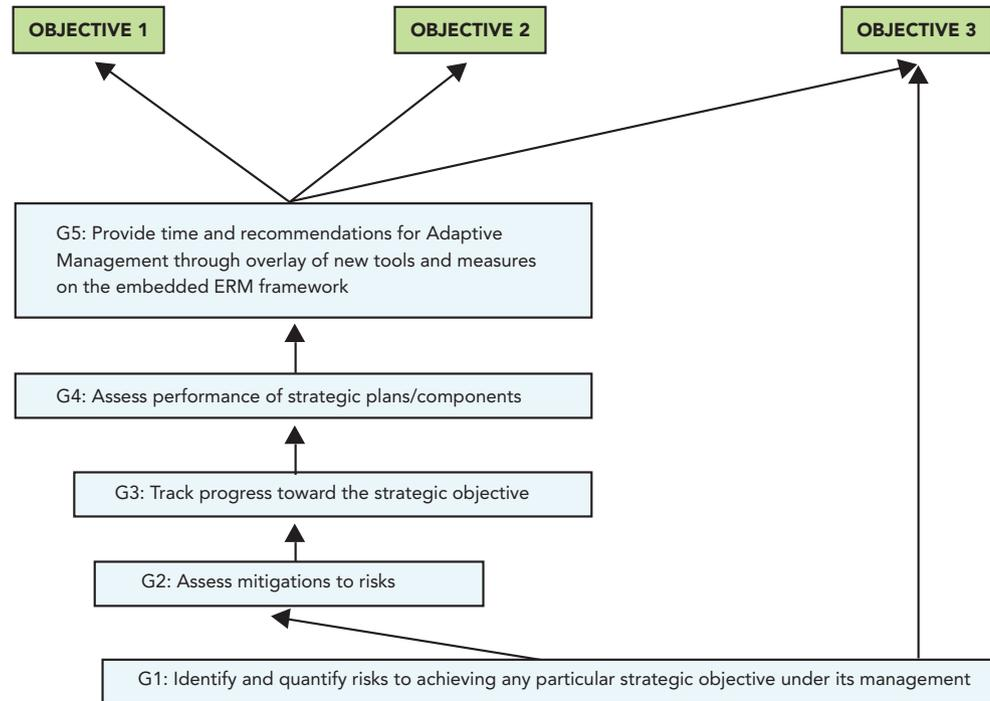 OBJECTIVE 1
OBJECTIVE 2
OBJECTIVE 3
G5: Provide time and recommendations for Adaptive
Management through overlay of new tools and measures
on the embedded ERM framework
G4: Assess performance of strategic plans/components
G3: Track progress toward the strategic objective
G2: Assess mitigations to risks
G1: Identify and quantify risks to achieving any particular strategic objective under its management